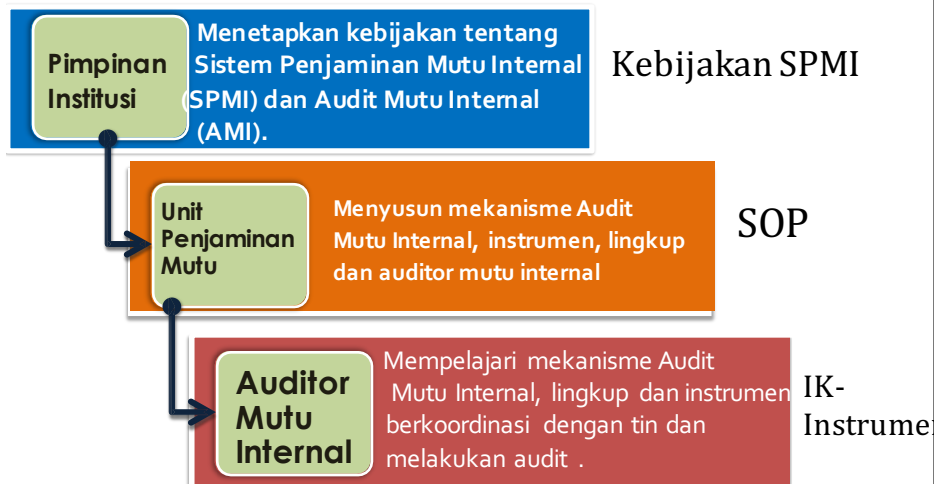 Pimpinan
Institusi
Menetapkan kebijakan tentang
Sistem Penjaminan Mutu Internal
(SPMI) dan Audit Mutu Internal
(AMI).
Kebijakan SPMI
Unit
Penjaminan
Mutu
Menyusun mekanisme Audit
Mutu Internal, instrumen, lingkup
dan auditor mutu internal
SOP
Auditor
Mutu
Internal
Mempelajari mekanisme Audit
Mutu Internal, lingkup dan instrumen
berkoordinasi dengan tin dan
melakukan audit .
IK-
Instrumen